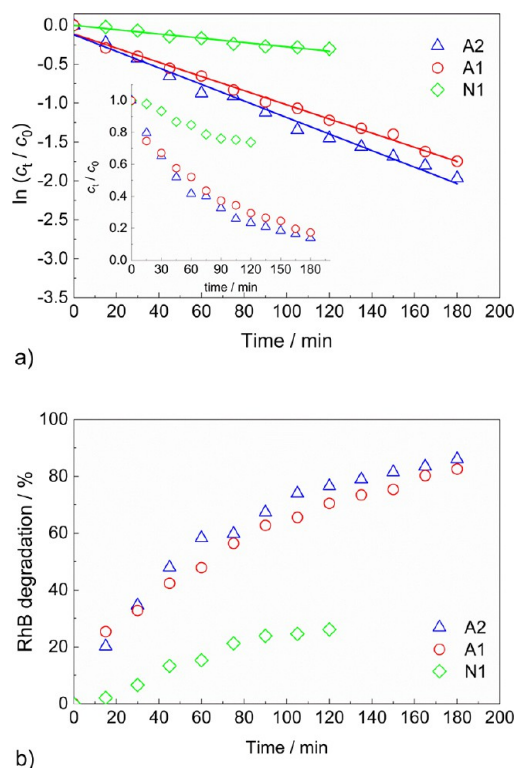 0.0
-0.5
-1.0
-1.5
-2.0
-2.5
-3.0
-3.5
ln (ct / c0)
A2
A1
N1
1.0
0.8
0.6
0.4
0.2
0.0
ct / c0
0 30 60 90 120 150 180
time / min
0 20 40 60 80 100 120 140 160 180 200
Time / min
a)
100
80
60
40
20
0
RhB degradation / %
A2
A1
N1
0 20 40 60 80 100 120 140 160 180 200
Time / min
b)